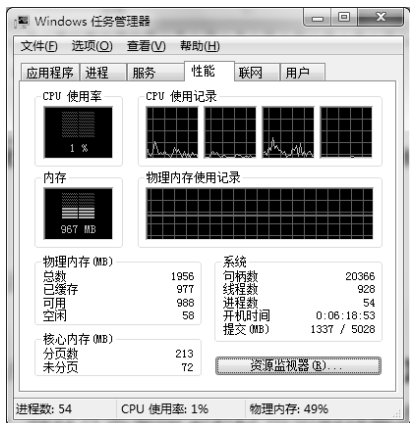 Windows 任务管理器
文件(F) 选项(O) 查看(V) 帮助(H)
应用程序 进程 服务 性能 联网 用户
CPU 使用率 CPU 使用记录
1 %
内存 物理内存使用记录
967 MB
物理内存(MB)
总数 1956
已缓存 977
可用 988
空闲 58
核心内存(MB)
分页数 213
未分页 72
系统
句柄数 20366
线程数 928
进程数 54
开机时间 0:06:18:53
提交(MB) 1337 / 5028
资源监视器(R)...
进程数: 54 CPU 使用率: 1% 物理内存: 49%